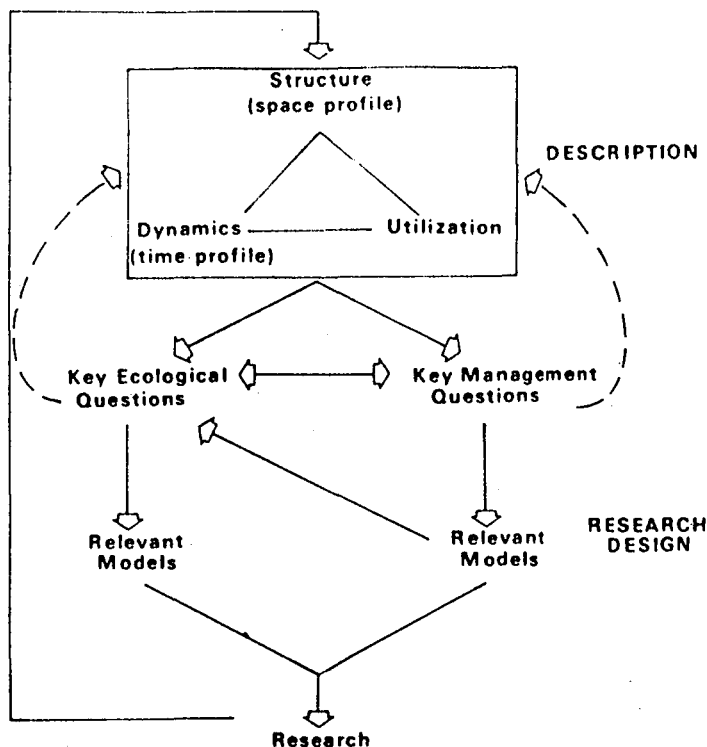 Structure
(space profile)
DESCRIPTION
Dynamics
(time profile)
Utilization
Key Ecological
Questions
Key Management
Questions
Relevant
Models
Relevant
Models
RESEARCH
DESIGN
Research